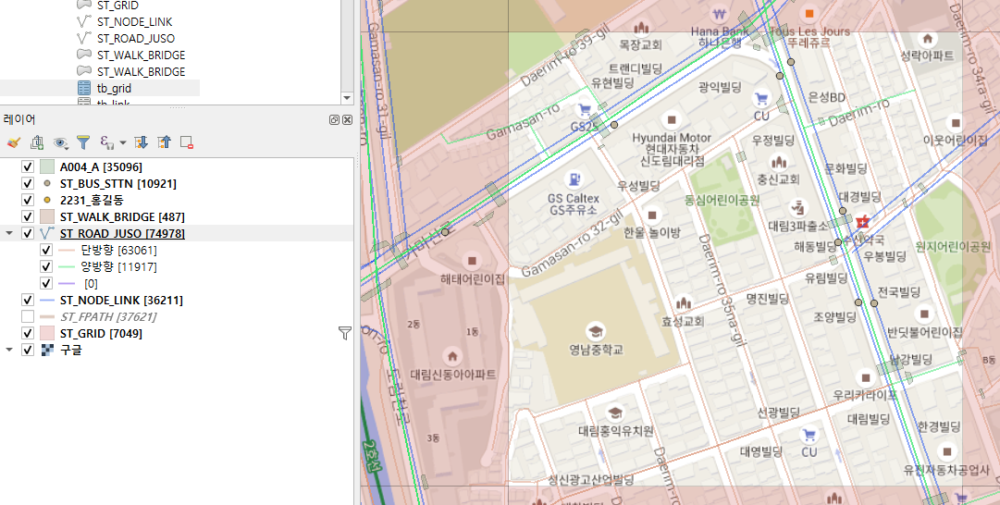 ST_GRID
ST_NODE_LINK
ST_ROAD_JUSO
ST_WALK_BRIDGE
ST_WALK_BRIDGE
tb_grid
tb_link
레이어
A004_A [35096]
ST_BUS_STTN [10921]
2231_홍길동
ST_WALK_BRIDGE [487]
ST_ROAD_JUSO [74978]
단방향 [63061]
양방향 [11917]
[0]
ST_NODE_LINK [36211]
ST_FPATH [37621]
ST_GRID [7049]
구글
Gamasan-ro 31-gil
Daerim-ro 39-gil
목장교회
Hana Bank
하나은행
Tous Les Jours
뚜레쥬르
성락아파트
Daerim-ro 34ra-gil
트랜디빌딩
유현빌딩
광익빌딩
은성BD
CU
Gamasan-ro
GS25
Daerim-ro
Hyundai Motor
현대자동차
신도림대리점
우정빌딩
이웃어린이집
충신교회
문화빌딩
GS Caltex
GS주유소
우성빌딩
동심어린이공원
대경빌딩
대림3파출소
한울 놀이방
해동빌딩
우봉빌딩
원지어린이공원
Gamasan-ro 32-gil
Daerim-ro 35na-gil
해태어린이집
유림빌딩
전국빌딩
명진빌딩
조양빌딩
반딧불어린이집
효성교회
2동
1동
영남중학교
남강빌딩
B동
대림신동아아파트
우리카라이프
도림천로
선광빌딩
대림빌딩
3동
대림홍익유치원
한경빌딩
2호선
대영빌딩
CU
Daerim-ro
유진자동차공업사
성신광고산업빌딩